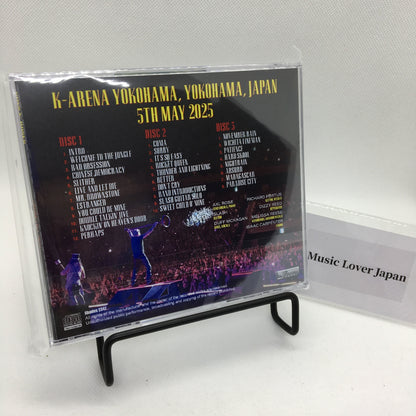 K-ARENA YOKOHAMA, YOKOHAMA, JAPAN
5TH MAY 2025
DISC 1
INTRO
WELCOME TO THE JUNGLE
BAD OBSESSION
CHINESE DEMOCRACY
SLITHER
LIVE AND LET DIE
MR. BROWNSTONE
ESTRANGED
YOU COULD BE MINE
DOUBLE TALKIN JIVE
KNOCKIN ON HEAVEN'S DOOR
PERHAPS
DISC 2
COMA
SORRY
IT'S SO EASY
ROCKET QUEEN
THUNDER AND LIGHTNING
BETTER
DON'T CRY
BAND INTRODUCTIONS
SLASH GUITAR SOLO
SWEET CHILD O' MINE
DISC 3
NOVEMBER RAIN
WICHITA LINEMAN
PATIENCE
HARD SKOOL
NIGHTRAIN
ABSURD
MADAGASCAR
PARADISE CITY
AXL ROSE
SLASH
DUFF MCKAGAN
RICHARD FORTUS
DIZZY REED
MELISSA REESE
ISAAC CARPENTER
Music Lover Japan